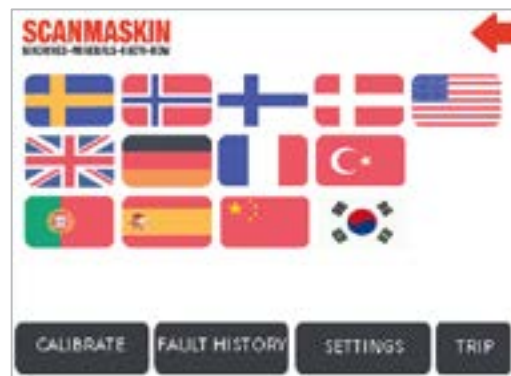 SCANMASKIN
CALIBRATE
FAULT HISTORY
SETTINGS
TRIP